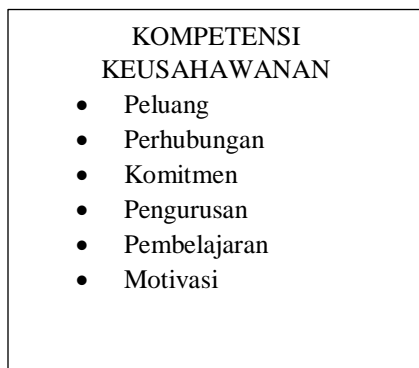 KOMPETENSI
KEUSAHAWANAN
• Peluang
• Perhubungan
• Komitmen
• Pengurusan
• Pembelajaran
• Motivasi